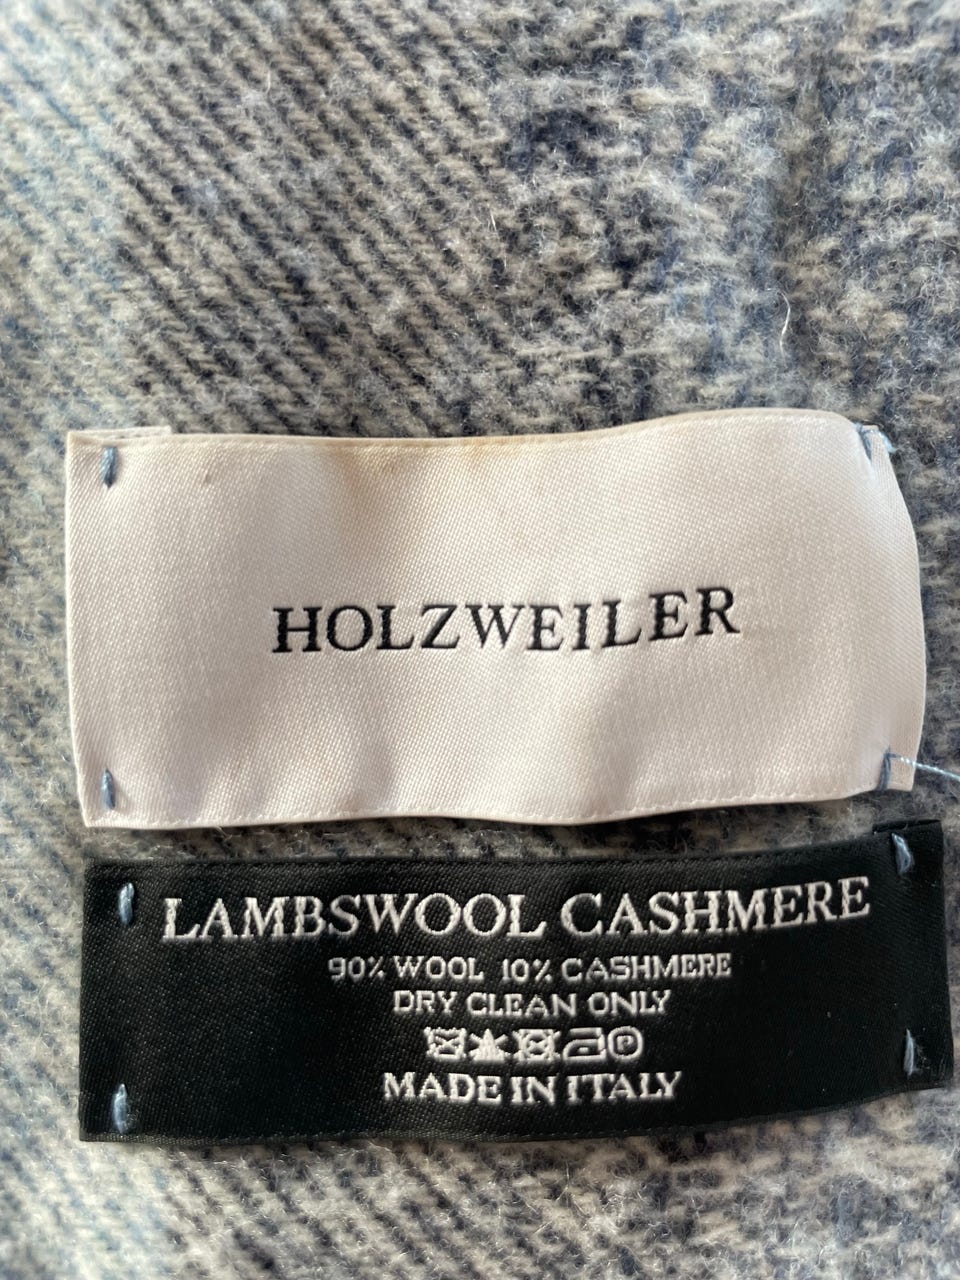 HOLZWEILER
LAMBSWOOL CASHMERE
90% WOOL 10% CASHMERE
DRY CLEAN ONLY
P
MADE IN ITALY